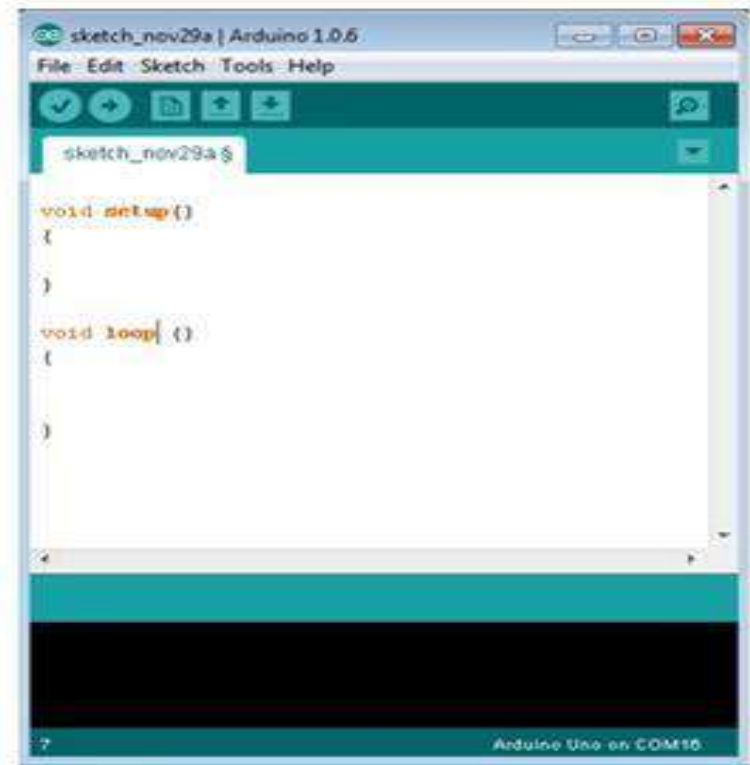 sketch_nov29a | Arduino 1.0.6
File Edit Sketch Tools Help
sketch_nov29a §
void setup()
{
}
void loop ()
{
}
7
Arduino Uno on COM16